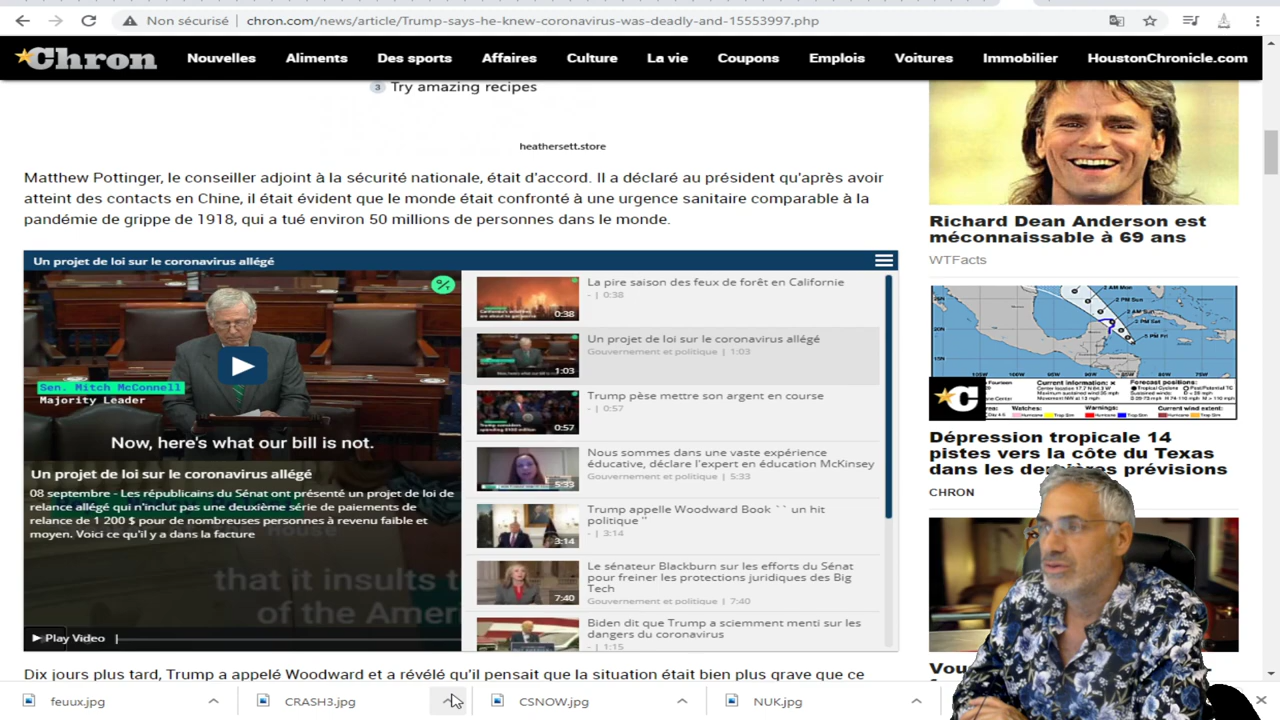 Non sécurisé | chron.com/news/article/Trump-says-he-knew-coronavirus-was-deadly-and-15553997.php
Chron Nouvelles Aliments Des sports Affaires Culture La vie Coupons Emplois Voitures Immobilier HoustonChronicle.com
3 Try amazing recipes
heathersett.store
Matthew Pottinger, le conseiller adjoint à la sécurité nationale, était d'accord. Il a déclaré au président qu'après avoir
atteint des contacts en Chine, il était évident que le monde était confronté à une urgence sanitaire comparable à la
pandémie de grippe de 1918, qui a tué environ 50 millions de personnes dans le monde.
Un projet de loi sur le coronavirus allégé
Sen. Mitch McConnell
Majority Leader
Now, here's what our bill is not.
Un projet de loi sur le coronavirus allégé
08 septembre - Les républicains du Sénat ont présenté un projet de loi de
relance allégé qui n'inclut pas une deuxième série de paiements de
relance de 1 200 $ pour de nombreuses personnes à revenu faible et
moyen. Voici ce qu'il y a dans la facture
that it insults t
of the Amer
Play Video
0:38
La pire saison des feux de forêt en Californie
- | 0:38
1:03
Un projet de loi sur le coronavirus allégé
Gouvernement et politique | 1:03
0:57
Trump pèse mettre son argent en course
- | 0:57
5:33
Nous sommes dans une vaste expérience
éducative, déclare l'expert en éducation McKinsey
Gouvernement et politique | 5:33
3:14
Trump appelle Woodward Book `` un hit
politique ''
- | 3:14
7:40
Le sénateur Blackburn sur les efforts du Sénat
pour freiner les protections juridiques des Big
Tech
Gouvernement et politique | 7:40
Biden dit que Trump a sciemment menti sur les
dangers du coronavirus
- | 1:15
Dix jours plus tard, Trump a appelé Woodward et a révélé qu'il pensait que la situation était bien plus grave que ce
Richard Dean Anderson est
méconnaissable à 69 ans
WTFacts
Dépression tropicale 14
pistes vers la côte du Texas
dans les dernières prévisions
CHRON
Vou
feuux.jpg
CRASH3.jpg
CSNOW.jpg
NUK.jpg